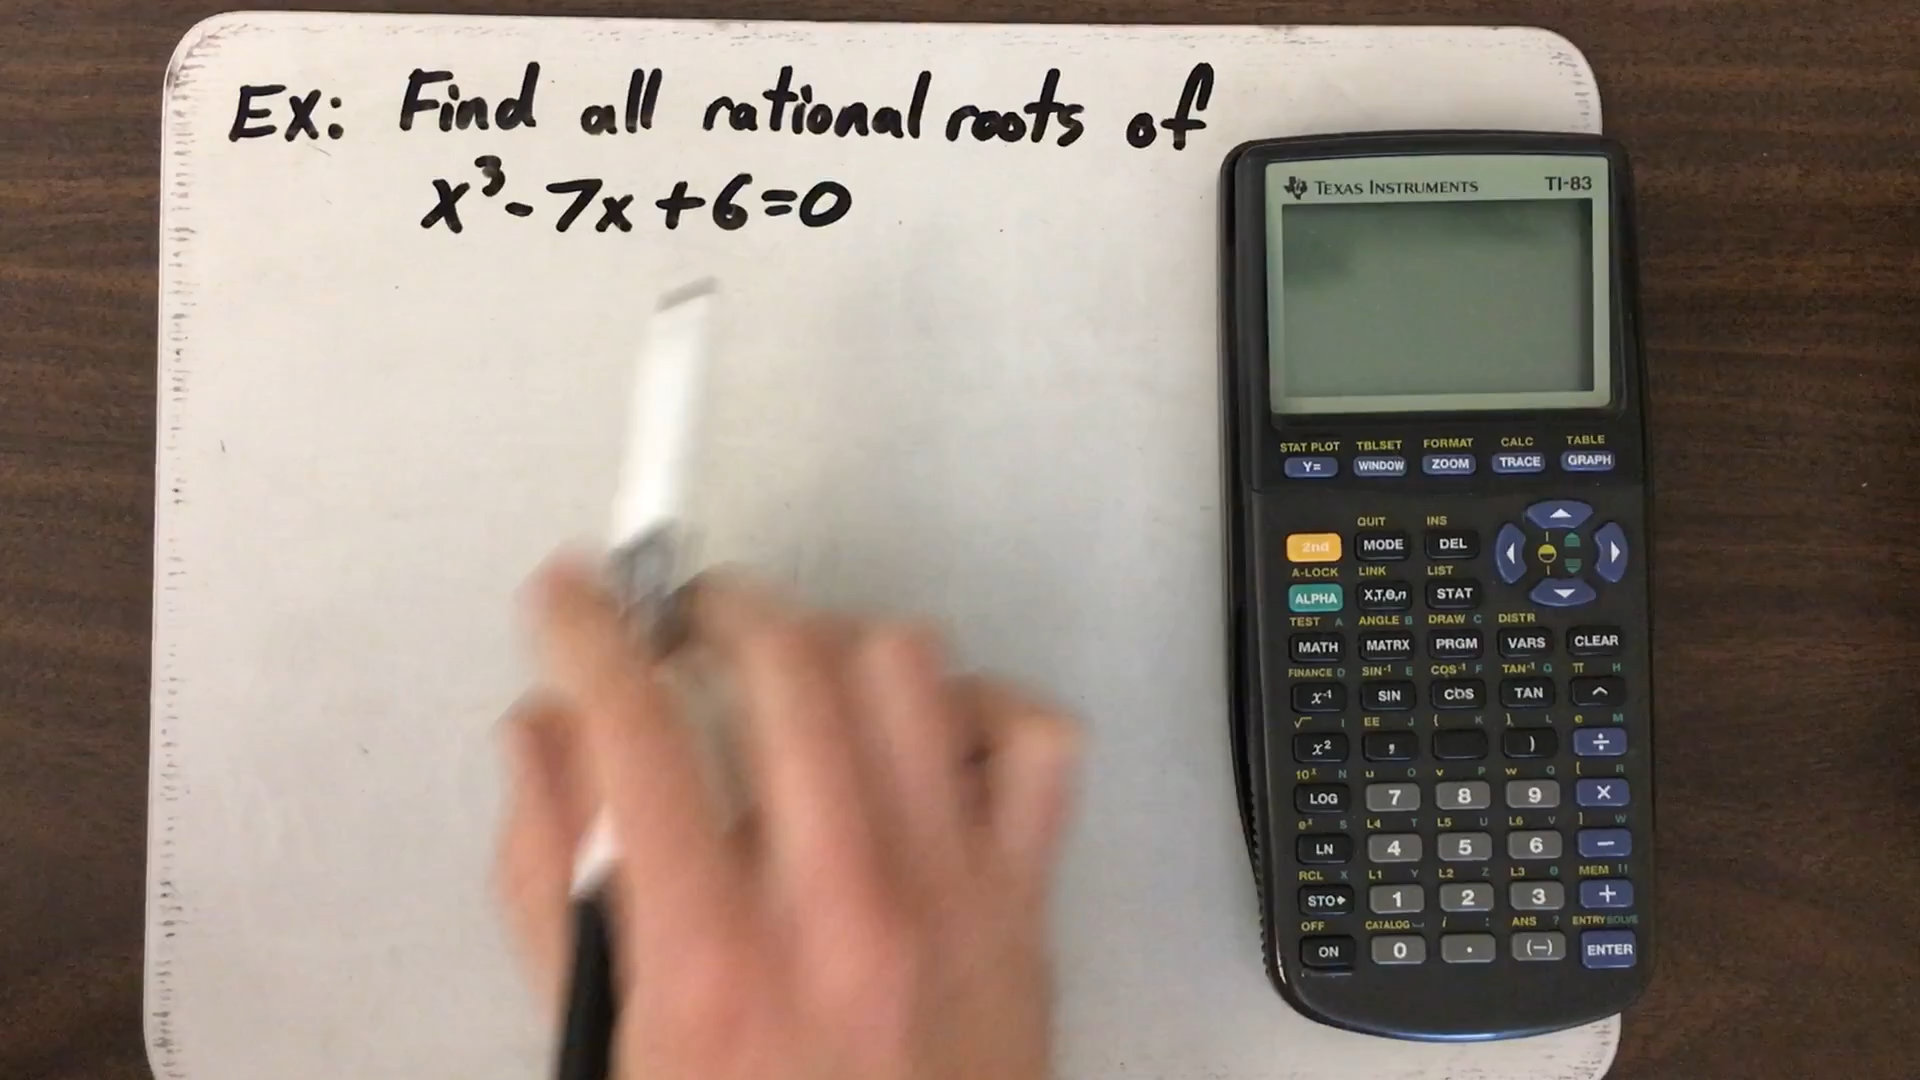 EX: Find all rational roots of
x³-7x+6=0
TEXAS INSTRUMENTS TI-83
STAT PLOT TBLSET FORMAT CALC TABLE
Y= WINDOW ZOOM TRACE GRAPH
QUIT INS
2nd MODE DEL
A-LOCK LINK LIST
ALPHA X,T,Θ,n STAT
TEST A ANGLE B DRAW C DISTR
MATH MATRX PRGM VARS CLEAR
FINANCE D SIN⁻¹ E COS⁻¹ F TAN⁻¹ G π H
x⁻¹ SIN COS TAN ^
√ I EE J { K } L e M
x² , ) ÷
10ˣ N u O v P w Q [ R
LOG 7 8 9 ×
eˣ S L4 T L5 U L6 V ] W
LN 4 5 6 −
RCL X L1 Y L2 Z L3 θ MEM "
STO▸ 1 2 3 +
OFF CATALOG i : ANS ? ENTRY SOLVE
ON 0 . (−) ENTER